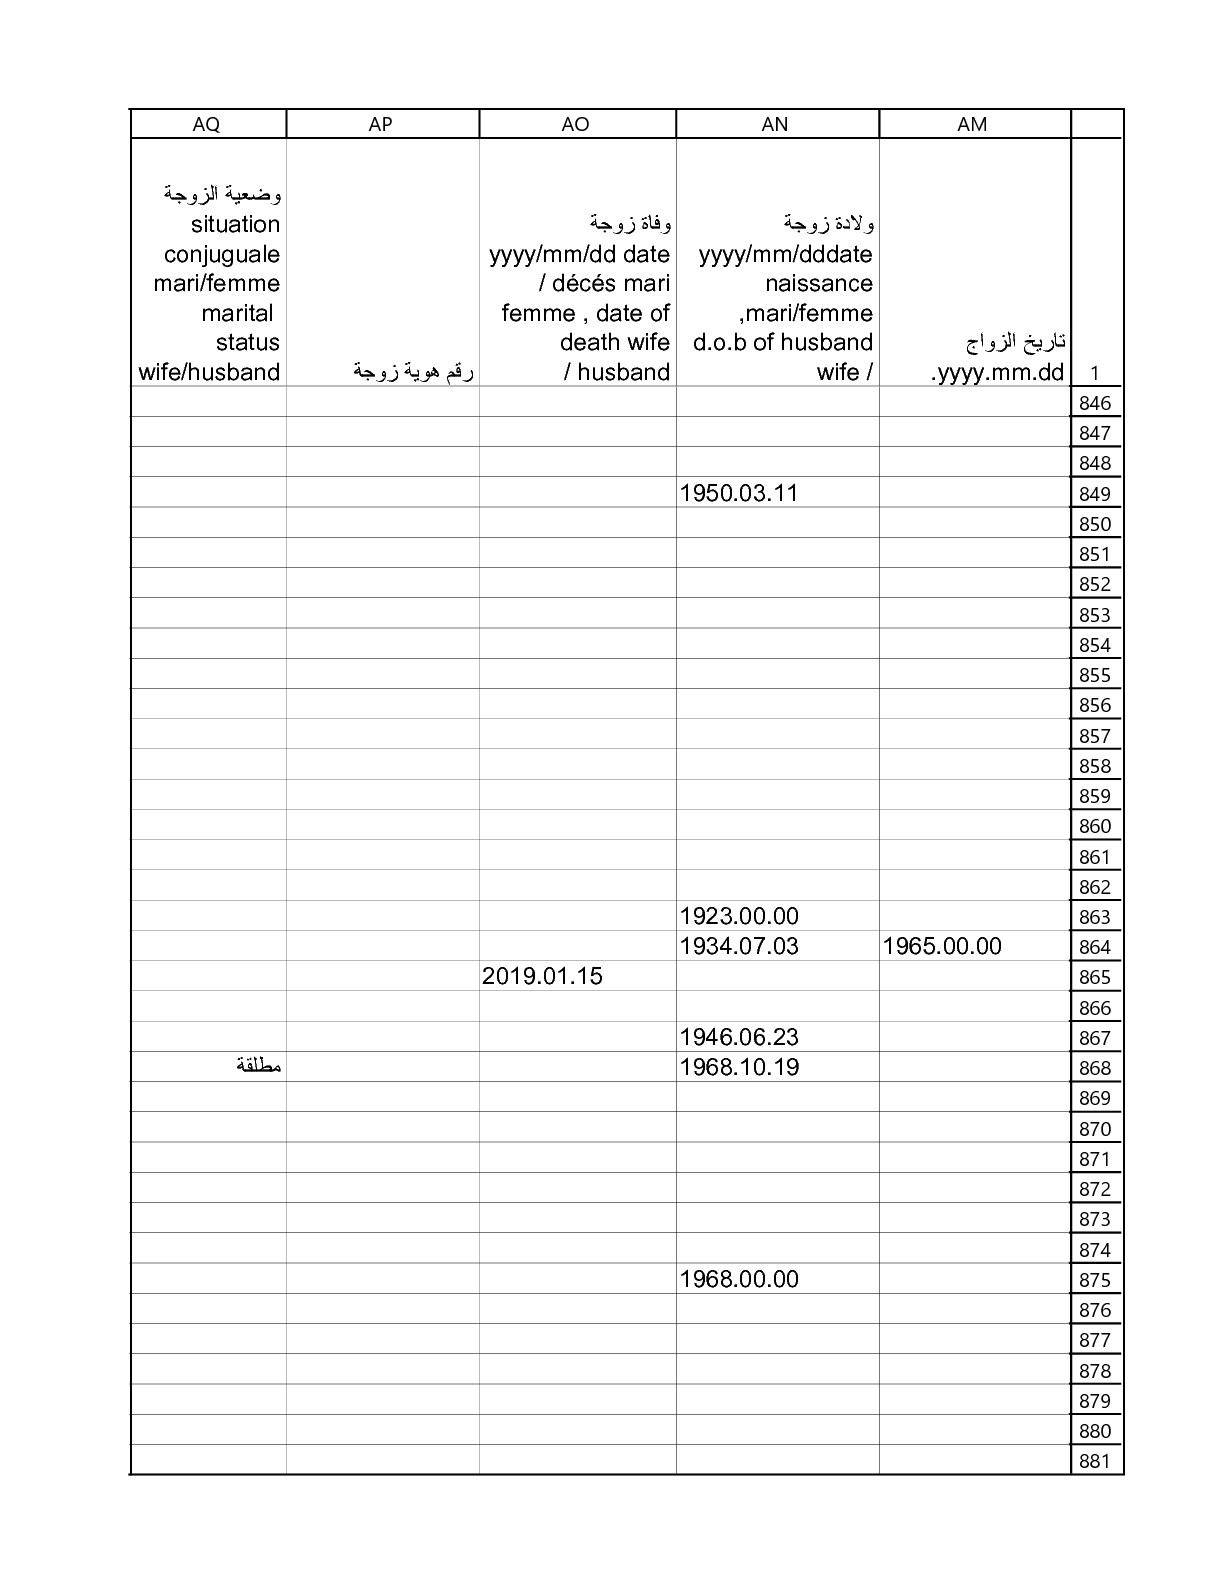 AQ AP AO AN AM
وضعية الزوجة
situation
conjuguale
mari/femme
marital
status
wife/husband
رقم هوية زوجة
وفاة زوجة
yyyy/mm/dd date
/ décés mari
femme , date of
death wife
/ husband
ولادة زوجة
yyyy/mm/dddate
naissance
,mari/femme
d.o.b of husband
wife /
تاريخ الزواج
.yyyy.mm.dd
1
846
847
848
1950.03.11 849
850
851
852
853
854
855
856
857
858
859
860
861
862
1923.00.00 863
1934.07.03 1965.00.00 864
2019.01.15 865
866
1946.06.23 867
مطلقة 1968.10.19 868
869
870
871
872
873
874
1968.00.00 875
876
877
878
879
880
881